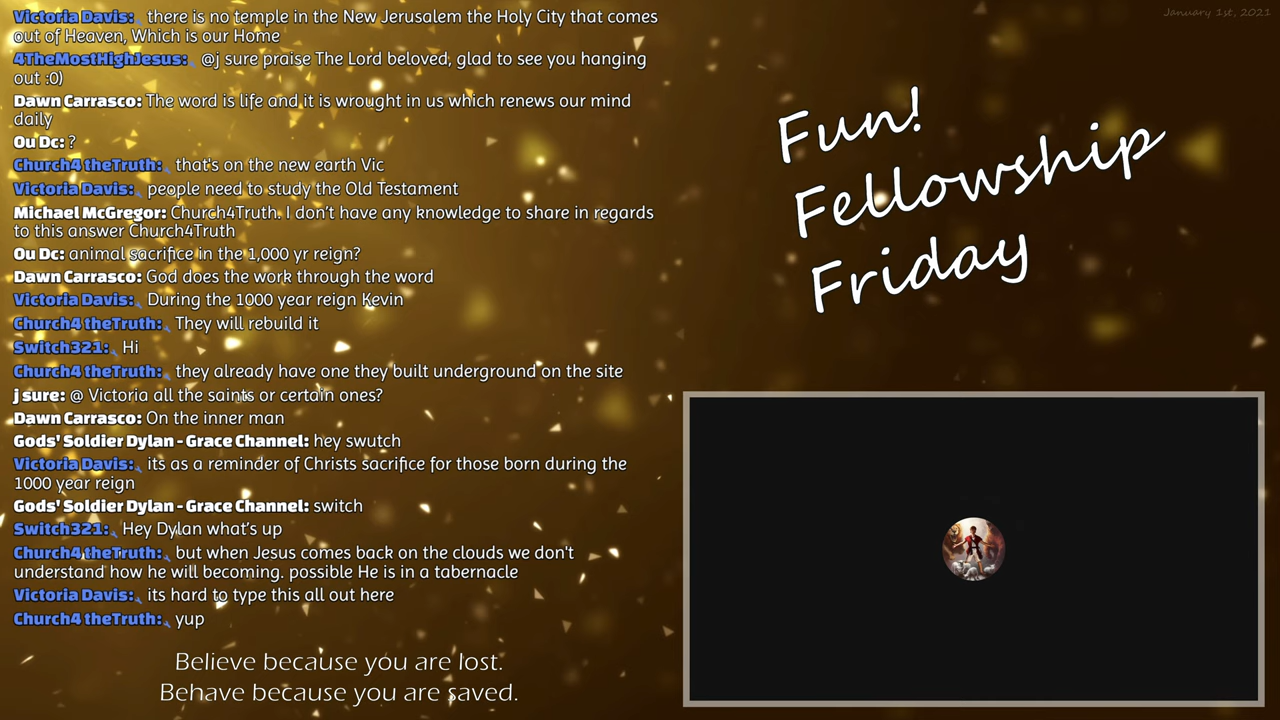 Victoria Davis: there is no temple in the New Jerusalem the Holy City that comes
out of Heaven, Which is our Home
4TheMostHighJesus: @j sure praise The Lord beloved, glad to see you hanging
out :0)
Dawn Carrasco: The word is life and it is wrought in us which renews our mind
daily
Ou Dc: ?
Church4 theTruth: that's on the new earth Vic
Victoria Davis: people need to study the Old Testament
Michael McGregor: Church4Truth. I don't have any knowledge to share in regards
to this answer Church4Truth
Ou Dc: animal sacrifice in the 1,000 yr reign?
Dawn Carrasco: God does the work through the word
Victoria Davis: During the 1000 year reign Kevin
Church4 theTruth: They will rebuild it
Switch321: Hi
Church4 theTruth: they already have one they built underground on the site
j sure: @ Victoria all the saints or certain ones?
Dawn Carrasco: On the inner man
Gods' Soldier Dylan - Grace Channel: hey swutch
Victoria Davis: its as a reminder of Christs sacrifice for those born during the
1000 year reign
Gods' Soldier Dylan - Grace Channel: switch
Switch321: Hey Dylan what's up
Church4 theTruth: but when Jesus comes back on the clouds we don't
understand how he will becoming. possible He is in a tabernacle
Victoria Davis: its hard to type this all out here
Church4 theTruth: yup
Believe because you are lost.
Behave because you are saved.
January 1st, 2021
Fun!
Fellowship
Friday